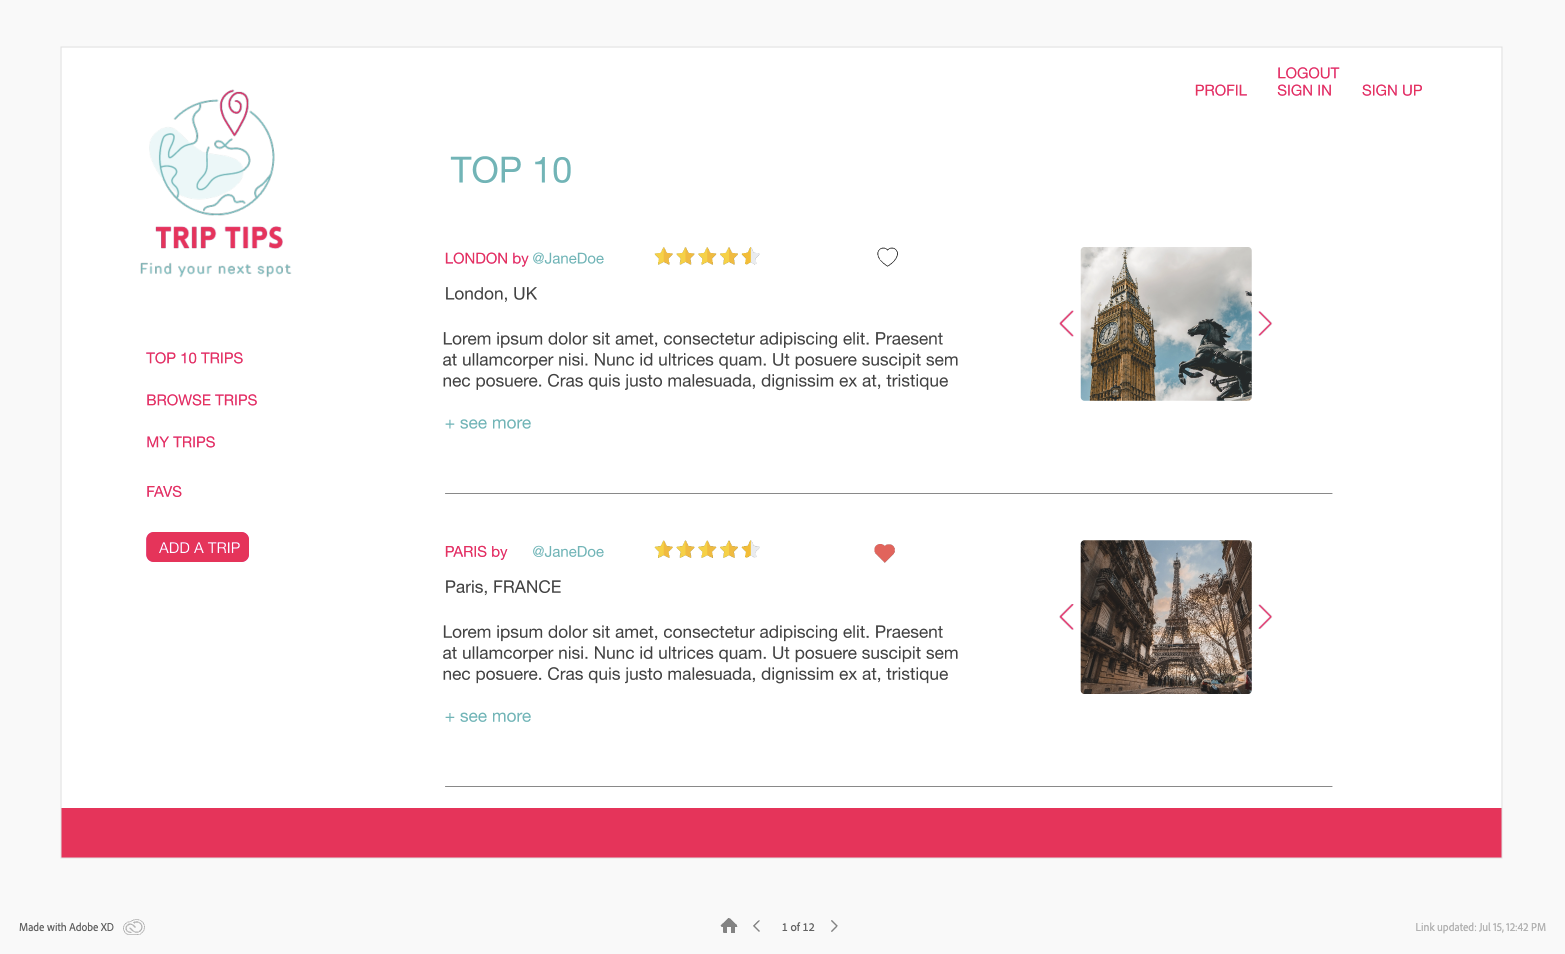 LOGOUT
PROFIL SIGN IN SIGN UP
TRIP TIPS
Find your next spot
TOP 10 TRIPS
BROWSE TRIPS
MY TRIPS
FAVS
ADD A TRIP
TOP 10
LONDON by @JaneDoe
London, UK
Lorem ipsum dolor sit amet, consectetur adipiscing elit. Praesent
at ullamcorper nisi. Nunc id ultrices quam. Ut posuere suscipit sem
nec posuere. Cras quis justo malesuada, dignissim ex at, tristique
+ see more
PARIS by @JaneDoe
Paris, FRANCE
Lorem ipsum dolor sit amet, consectetur adipiscing elit. Praesent
at ullamcorper nisi. Nunc id ultrices quam. Ut posuere suscipit sem
nec posuere. Cras quis justo malesuada, dignissim ex at, tristique
+ see more
Made with Adobe XD
1 of 12
Link updated: Jul 15, 12:42 PM